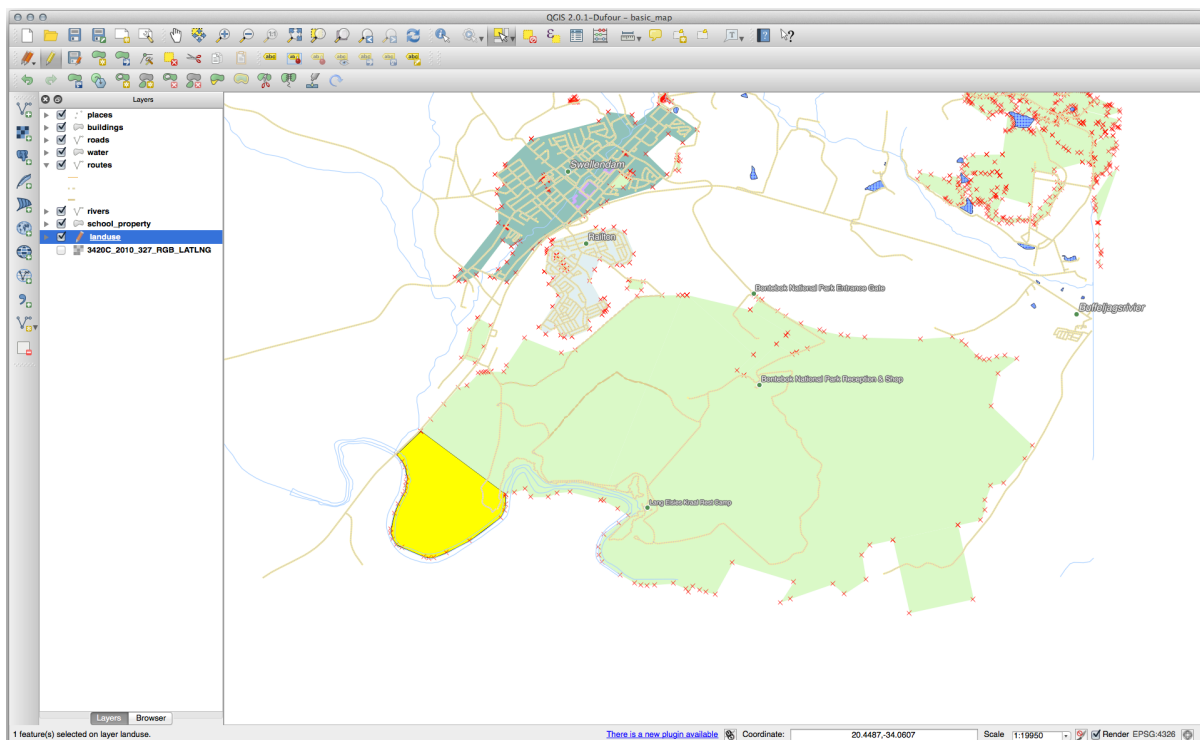 QGIS 2.0.1-Dufour – basic_map
Layers
places
buildings
roads
water
routes
rivers
school_property
landuse
3420C_2010_327_RGB_LATLNG
Swellendam
Railton
Bontebok National Park Entrance Gate
Buffeljagsrivier
Bontebok National Park Reception & Shop
Lang Elsies Kraal Rest Camp
Layers Browser
1 feature(s) selected on layer landuse. There is a new plugin available Coordinate: 20.4487,-34.0607 Scale 1:19950 Render EPSG:4326